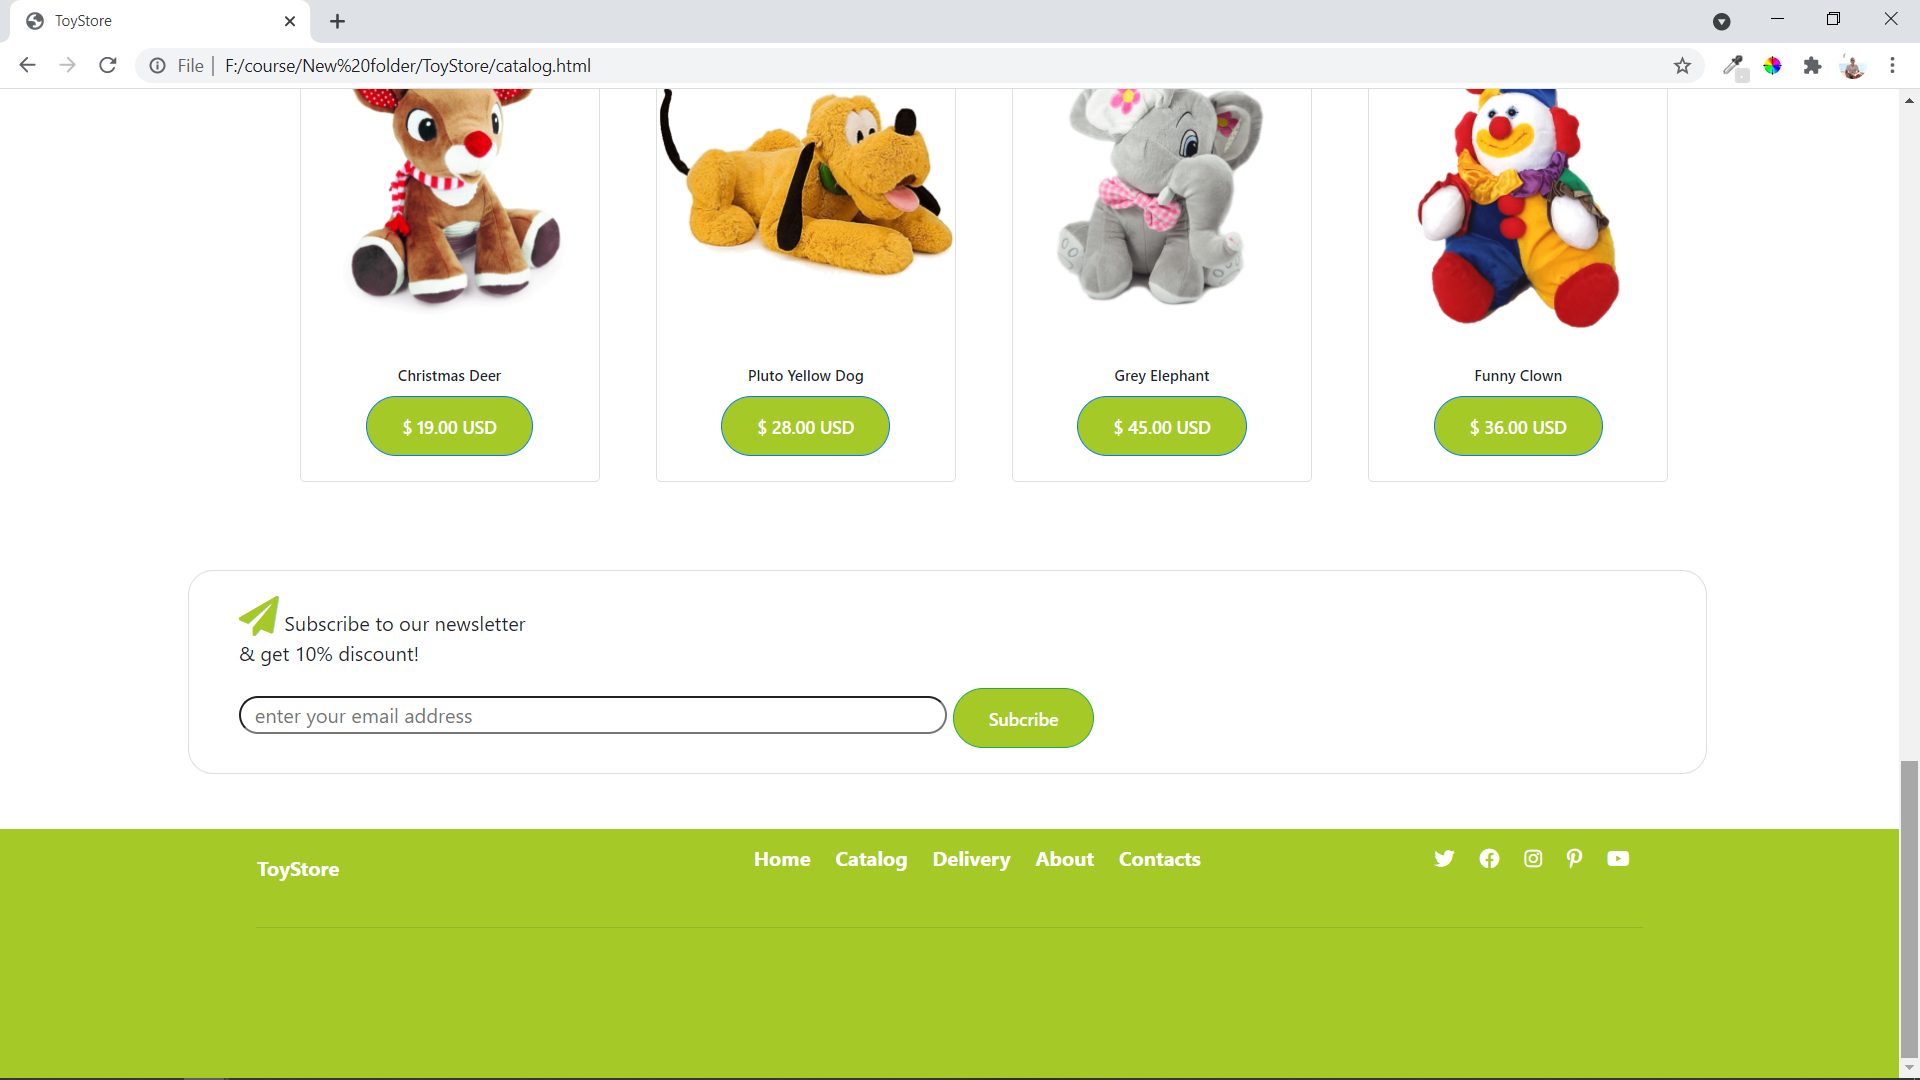 ToyStore
File | F:/course/New%20folder/ToyStore/catalog.html
Christmas Deer
Pluto Yellow Dog
Grey Elephant
Funny Clown
$ 19.00 USD
$ 28.00 USD
$ 45.00 USD
$ 36.00 USD
Subscribe to our newsletter
& get 10% discount!
enter your email address
Subcribe
ToyStore
Home
Catalog
Delivery
About
Contacts